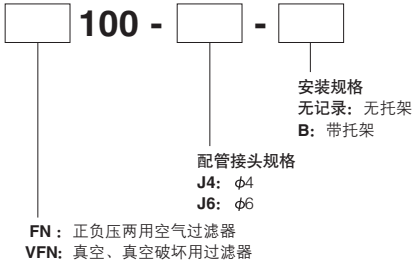 100 - -
安装规格
无记录：无托架
B：带托架
配管接头规格
J4：ϕ4
J6：ϕ6
FN：正负压两用空气过滤器
VFN：真空、真空破坏用过滤器